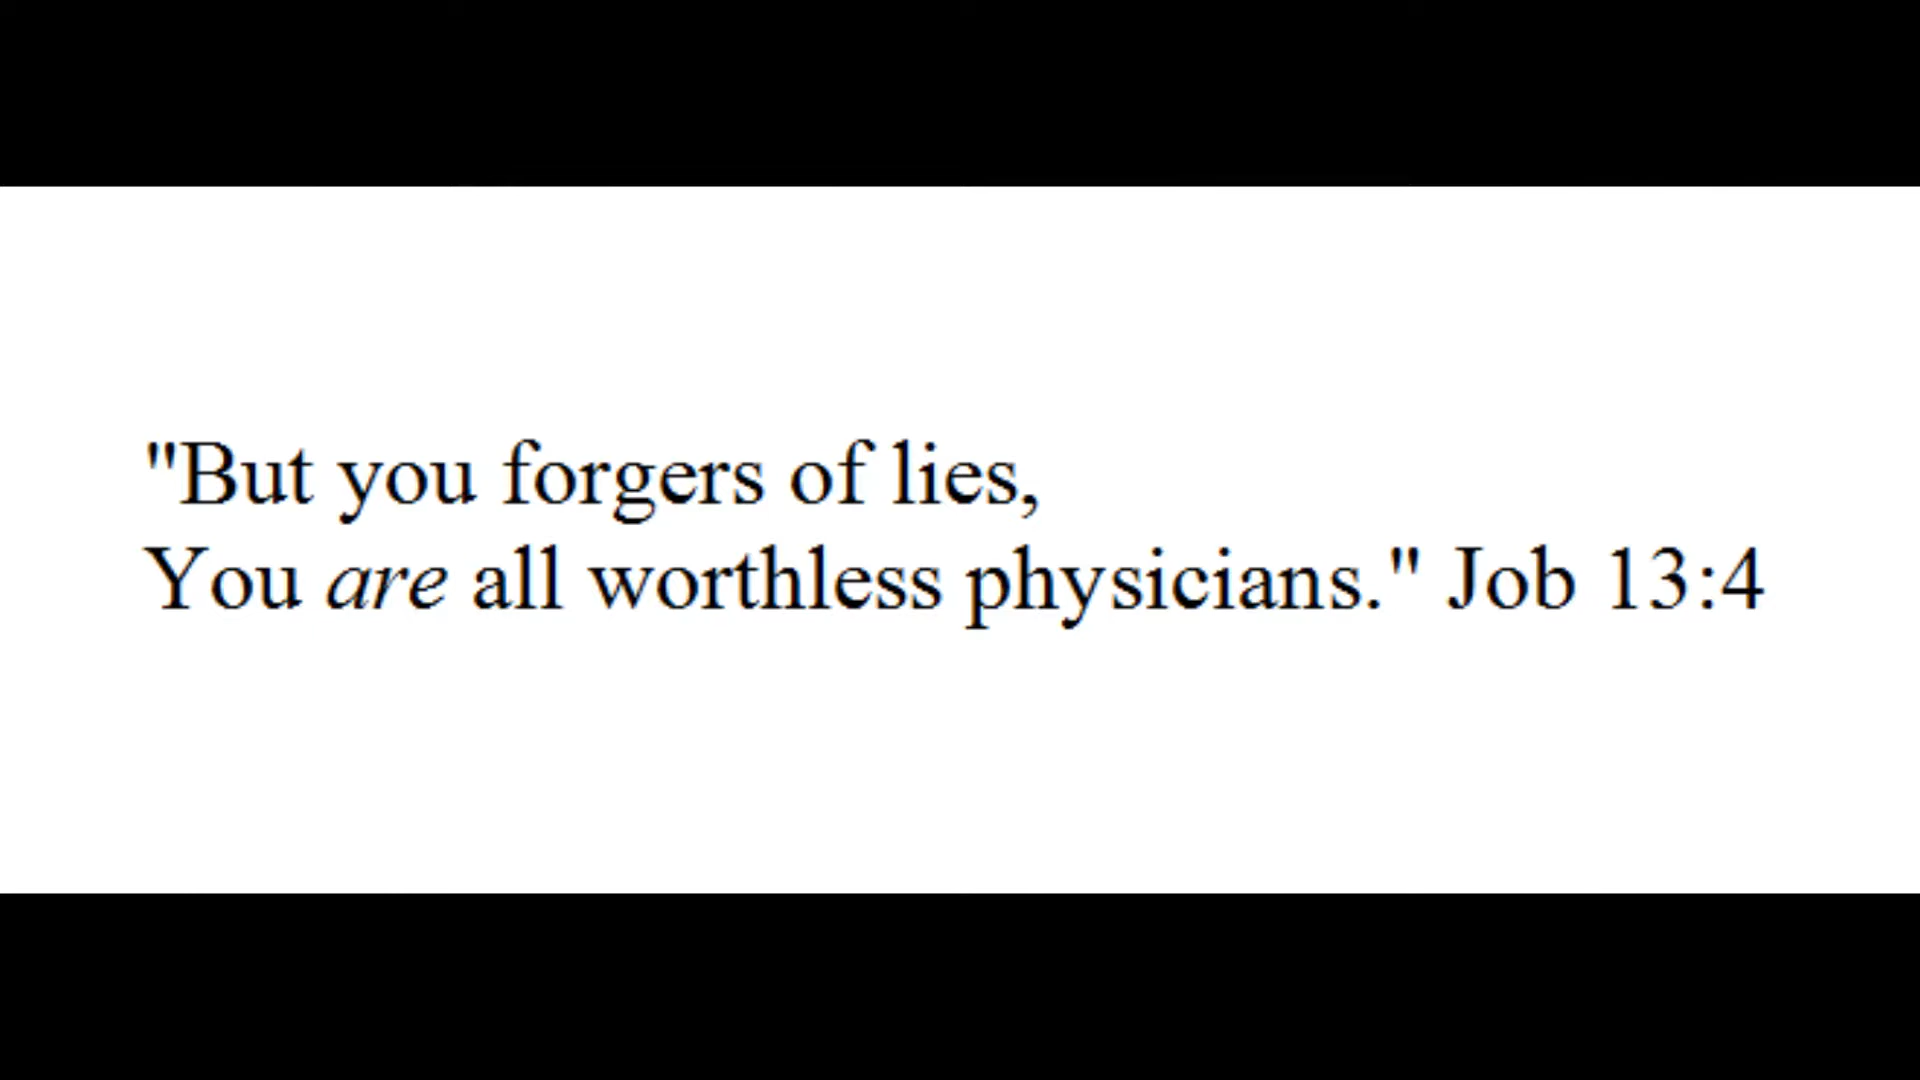 "But you forgers of lies,
You are all worthless physicians." Job 13:4